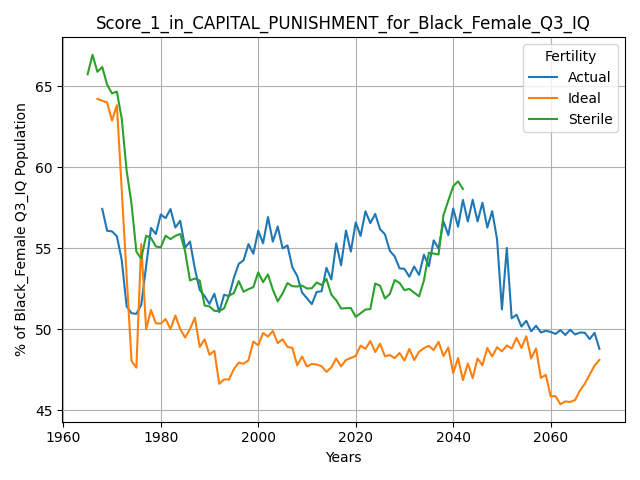 Score_1_in_CAPITAL_PUNISHMENT_for_Black_Female_Q3_IQ
% of Black_Female Q3_IQ Population
65
60
55
50
45
Fertility
Actual
Ideal
Sterile
1960
1980
2000
2020
2040
2060
Years